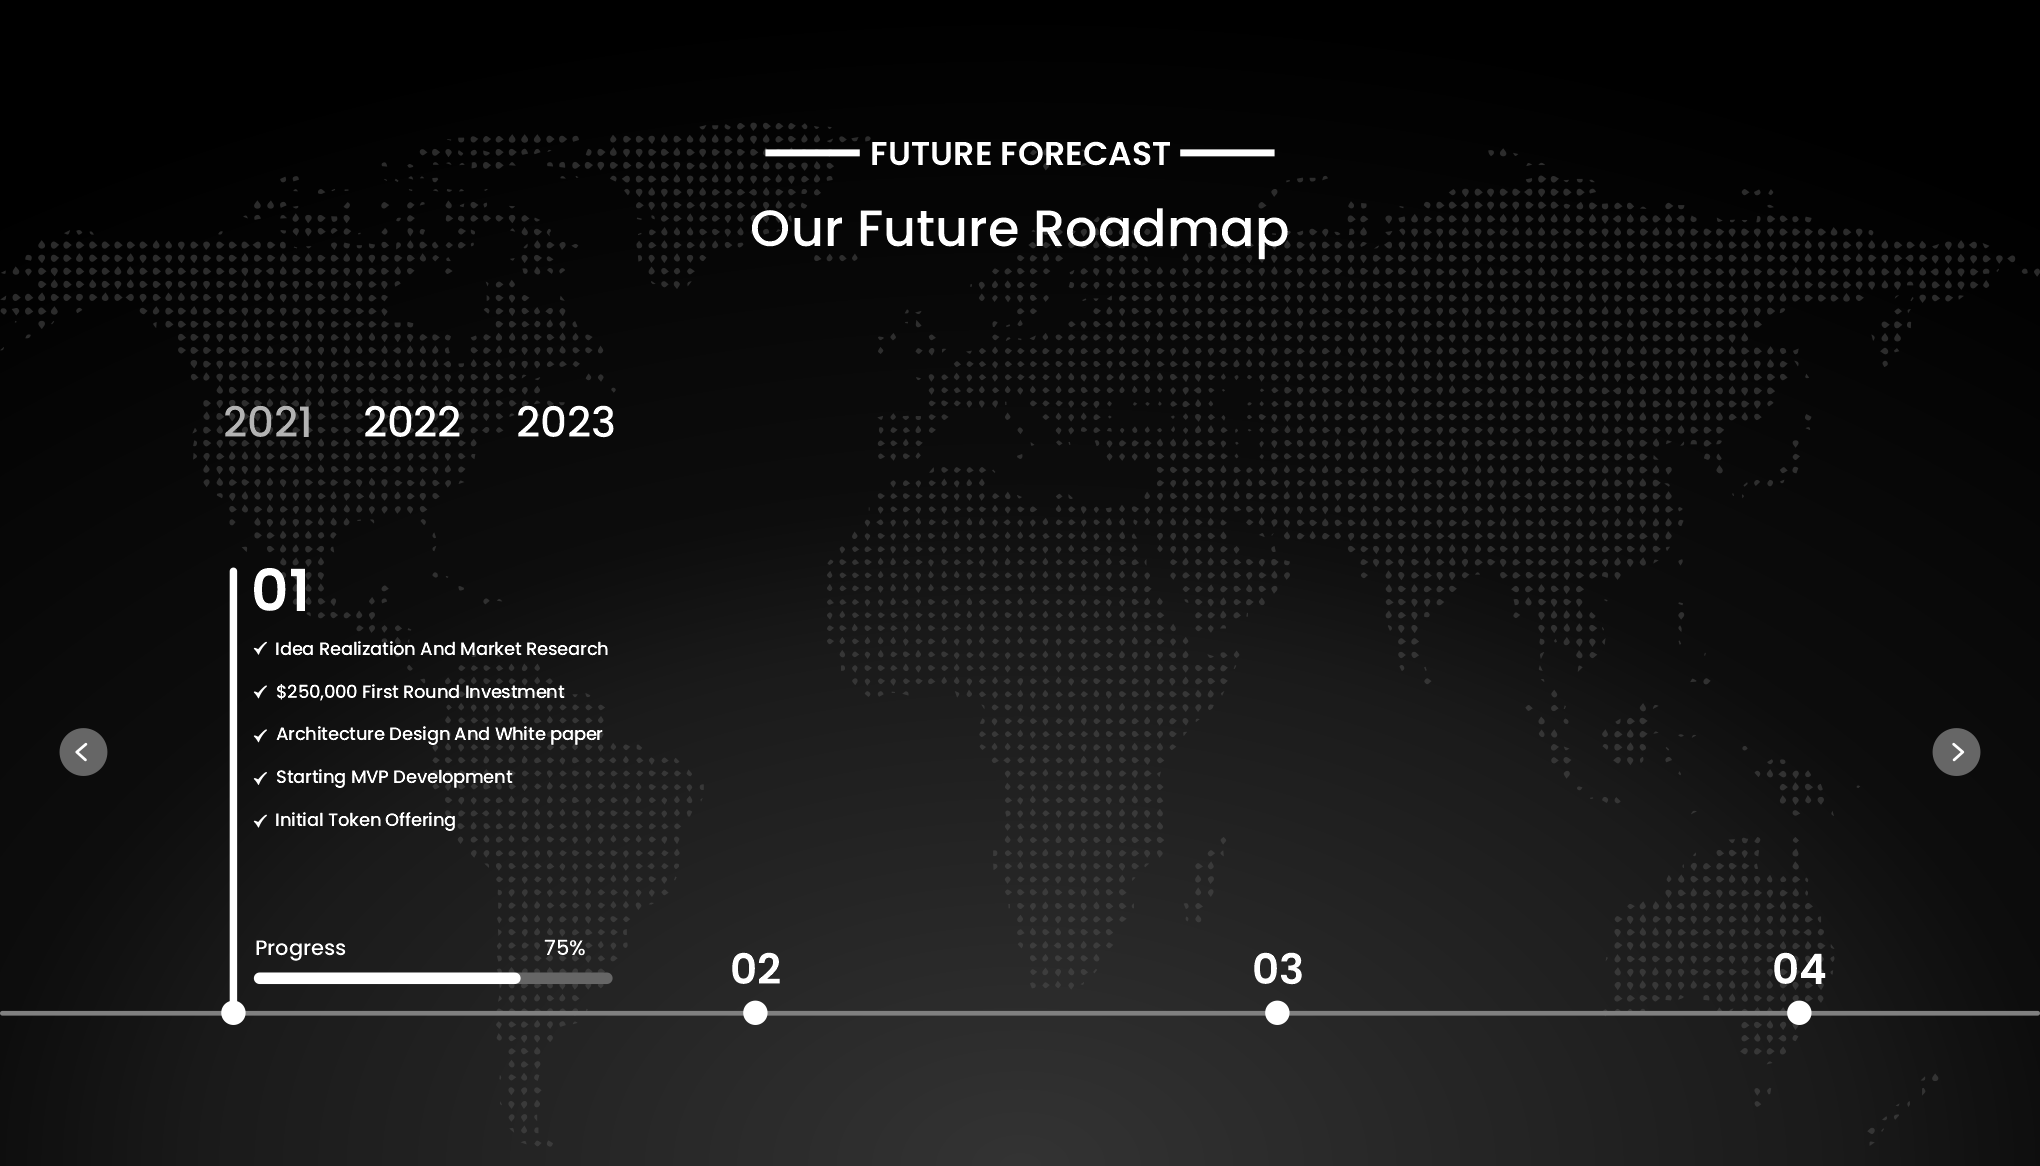 FUTURE FORECAST
Our Future Roadmap
2021 2022 2023
01
Idea Realization And Market Research
$250,000 First Round Investment
Architecture Design And White paper
Starting MVP Development
Initial Token Offering
Progress 75%
02 03 04